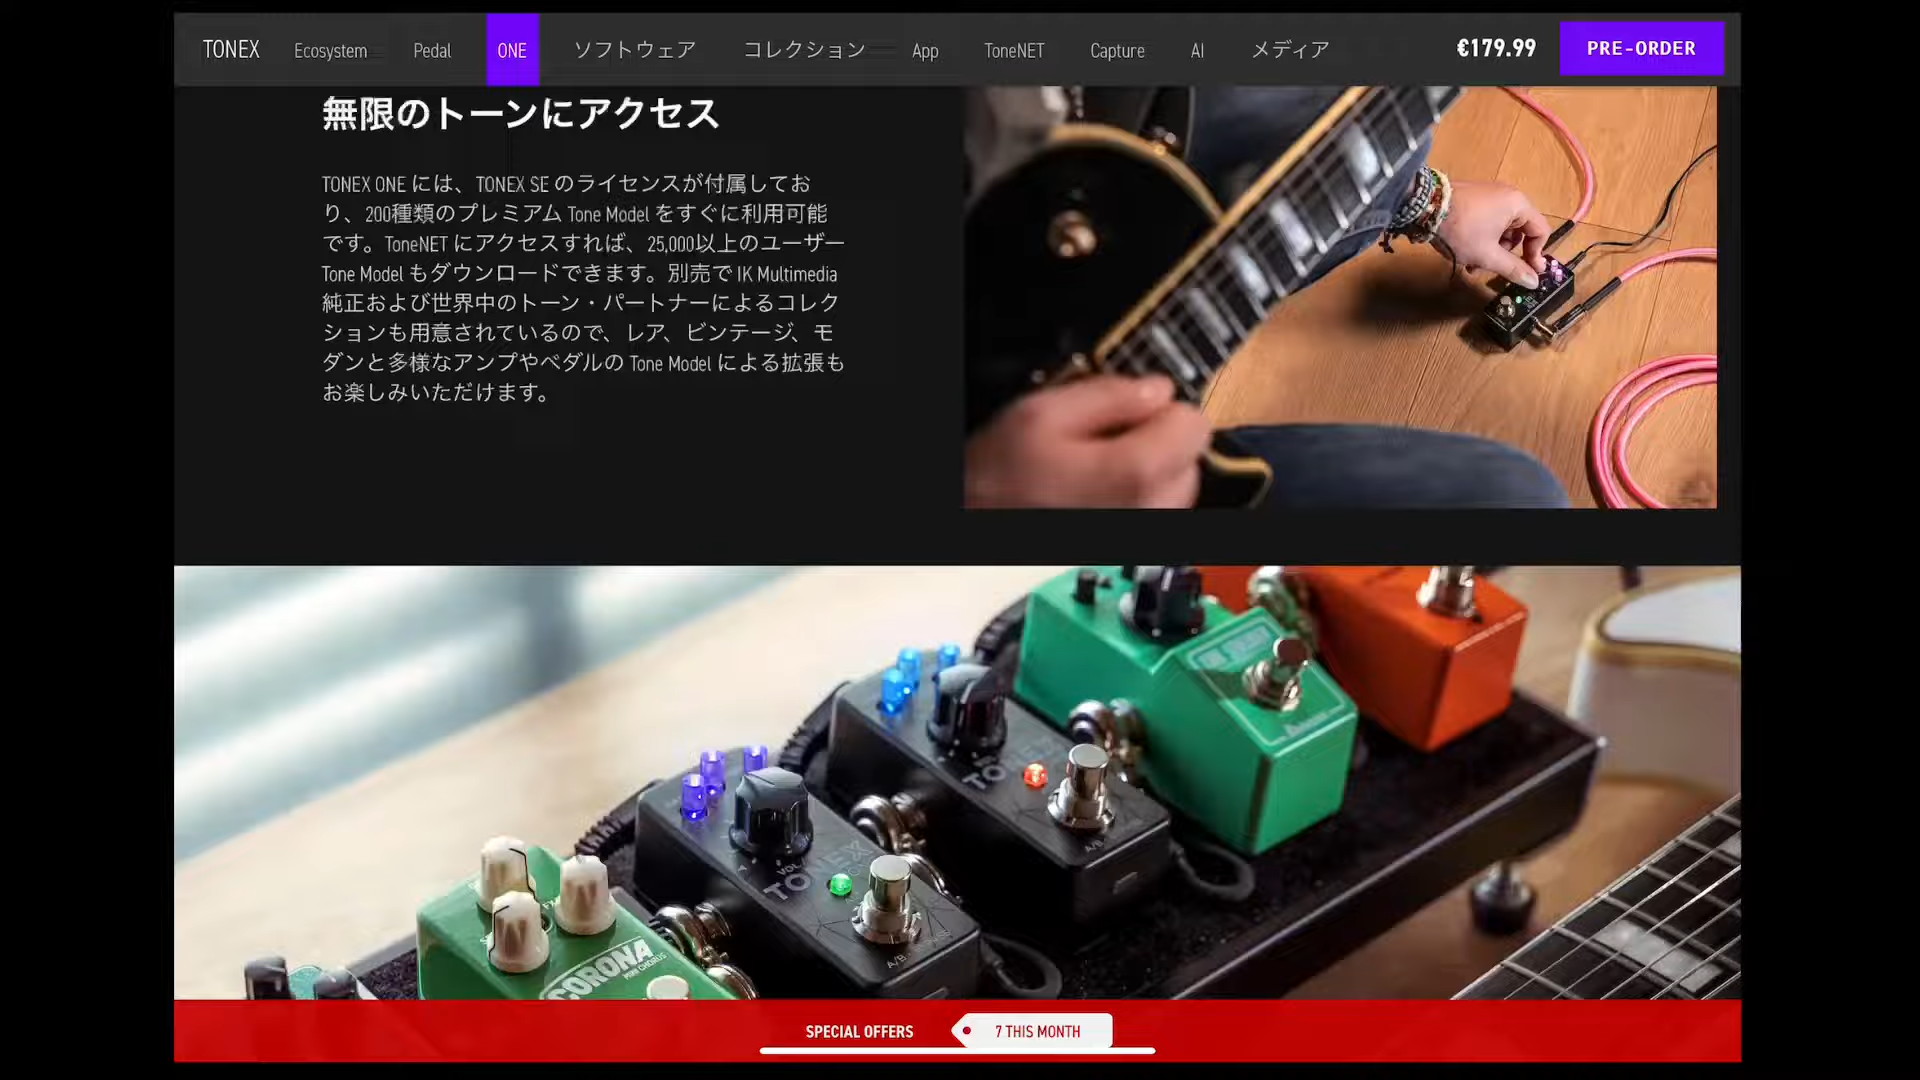 TONEX Ecosystem Pedal ONE ソフトウェア コレクション App ToneNET Capture AI メディア €179.99 PRE-ORDER
無限のトーンにアクセス
TONEX ONE には、TONEX SE のライセンスが付属してお
り、200種類のプレミアム Tone Model をすぐに利用可能
です。ToneNET にアクセスすれば、25,000以上のユーザー
Tone Model もダウンロードできます。別売で IK Multimedia
純正および世界中のトーン・パートナーによるコレク
ションも用意されているので、レア、ビンテージ、モ
ダンと多様なアンプやペダルの Tone Model による拡張も
お楽しみいただけます。
TONEX
A/B
VOL
TONEX
A/B
CORONA
MINI CHORUS
SPECIAL OFFERS 7 THIS MONTH